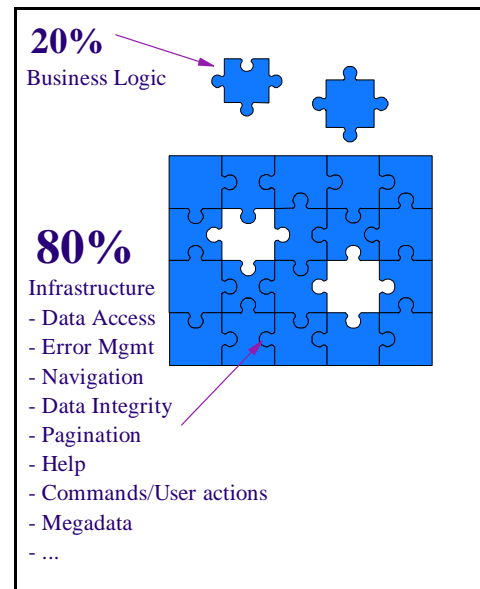 20%
Business Logic
80%
Infrastructure
- Data Access
- Error Mgmt
- Navigation
- Data Integrity
- Pagination
- Help
- Commands/User actions
- Megadata
- ...